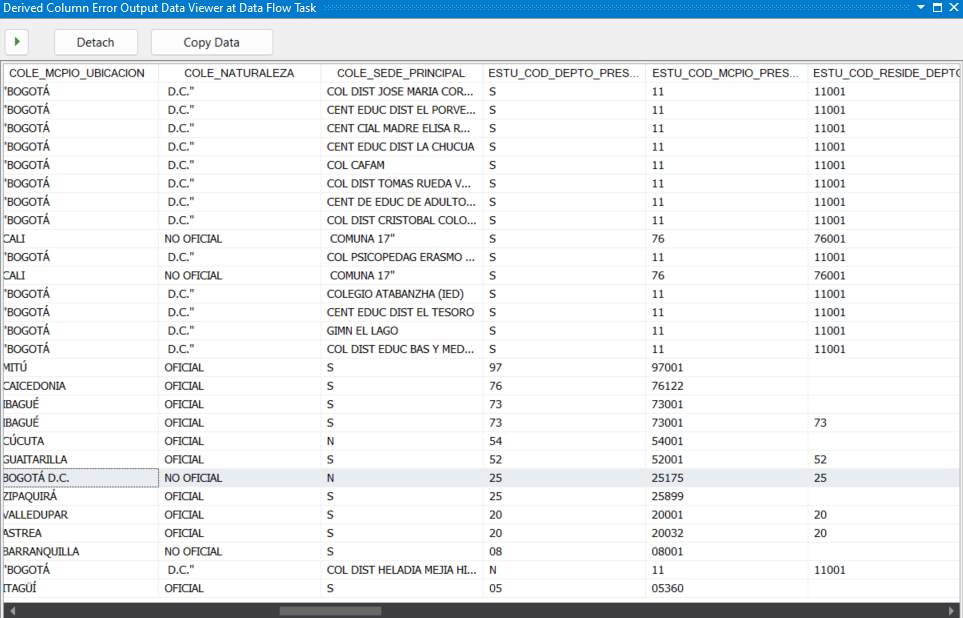 Derived Column Error Output Data Viewer at Data Flow Task
Detach Copy Data
COLE_MCPIO_UBICACION COLE_NATURALEZA COLE_SEDE_PRINCIPAL ESTU_COD_DEPTO_PRES... ESTU_COD_MCPIO_PRES... ESTU_COD_RESIDE_DEPTO
"BOGOTÁ D.C." COL DIST JOSE MARIA COR... S 11 11001
"BOGOTÁ D.C." CENT EDUC DIST EL PORVE... S 11 11001
"BOGOTÁ D.C." CENT CIAL MADRE ELISA R... S 11 11001
"BOGOTÁ D.C." CENT EDUC DIST LA CHUCUA S 11 11001
"BOGOTÁ D.C." COL CAFAM S 11 11001
"BOGOTÁ D.C." COL DIST TOMAS RUEDA V... S 11 11001
"BOGOTÁ D.C." CENT DE EDUC DE ADULTO... S 11 11001
"BOGOTÁ D.C." COL DIST CRISTOBAL COLO... S 11 11001
CALI NO OFICIAL COMUNA 17" S 76 76001
"BOGOTÁ D.C." COL PSICOPEDAG ERASMO ... S 11 11001
CALI NO OFICIAL COMUNA 17" S 76 76001
"BOGOTÁ D.C." COLEGIO ATABANZHA (IED) S 11 11001
"BOGOTÁ D.C." CENT EDUC DIST EL TESORO S 11 11001
"BOGOTÁ D.C." GIMN EL LAGO S 11 11001
"BOGOTÁ D.C." COL DIST EDUC BAS Y MED... S 11 11001
MITÚ OFICIAL S 97 97001
CAICEDONIA OFICIAL S 76 76122
IBAGUÉ OFICIAL S 73 73001
IBAGUÉ OFICIAL S 73 73001 73
CÚCUTA OFICIAL N 54 54001
GUAITARILLA OFICIAL S 52 52001 52
BOGOTÁ D.C. NO OFICIAL N 25 25175 25
ZIPAQUIRÁ OFICIAL S 25 25899
VALLEDUPAR OFICIAL S 20 20001 20
ASTREA OFICIAL S 20 20032 20
BARRANQUILLA NO OFICIAL S 08 08001
"BOGOTÁ D.C." COL DIST HELADIA MEJIA HI... N 11 11001
ITAGÜÍ OFICIAL S 05 05360